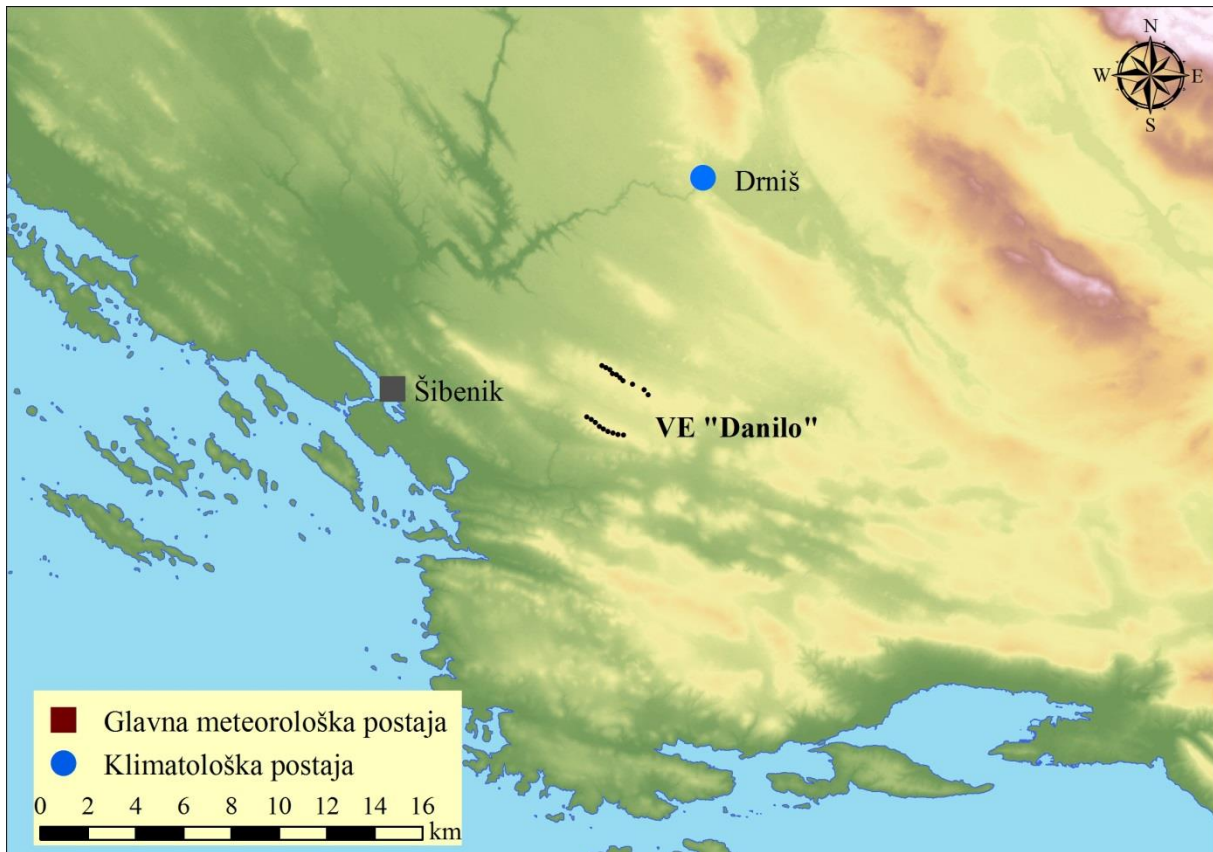 N
W E
S
Drniš
Šibenik
VE "Danilo"
Glavna meteorološka postaja
Klimatološka postaja
0 2 4 6 8 10 12 14 16
km